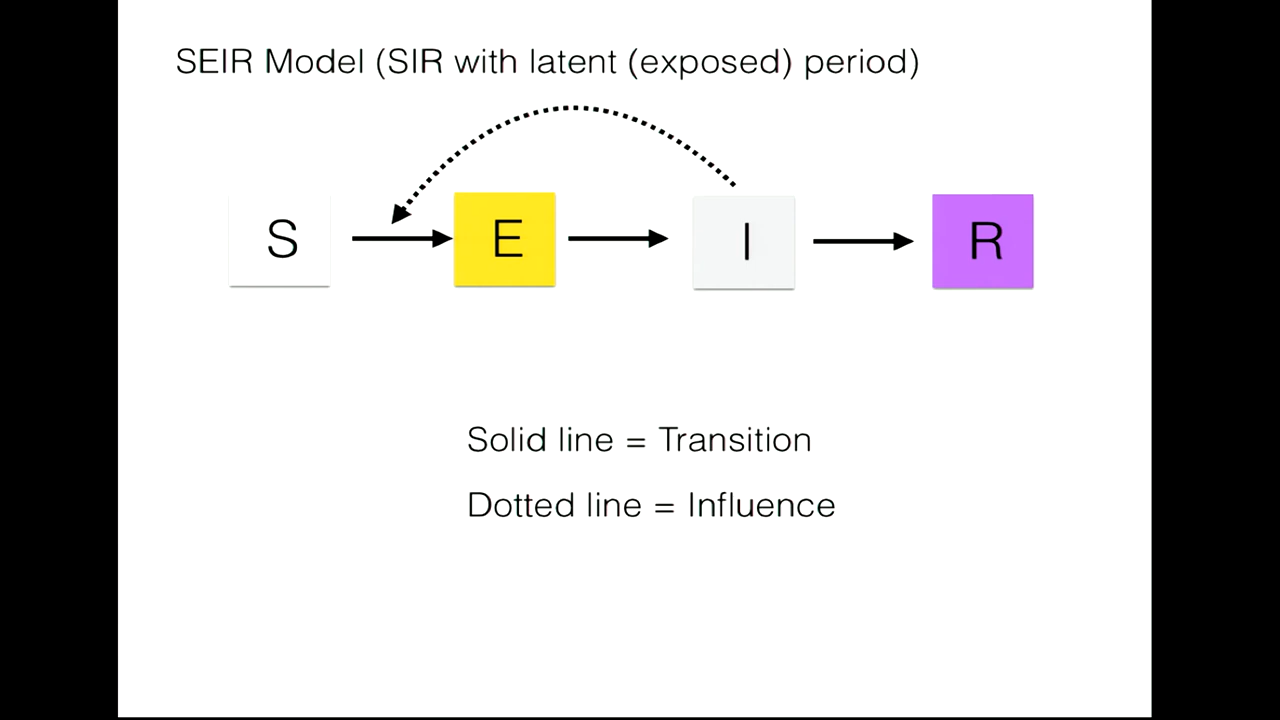 SEIR Model (SIR with latent (exposed) period)
S E I R
Solid line = Transition
Dotted line = Influence